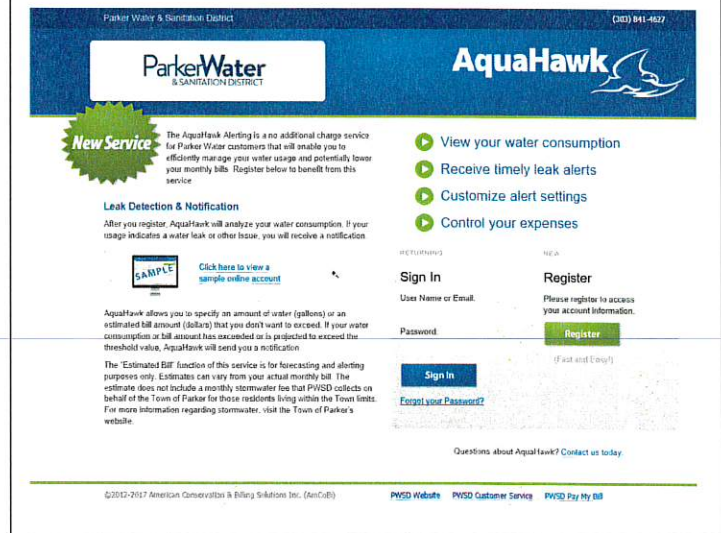 Parker Water & Sanitation District
(303) 841-4627
ParkerWater
& SANITATION DISTRICT
AquaHawk
New Service
The AquaHawk Alerting is a no additional charge service
for Parker Water customers that will enable you to
efficiently manage your water usage and potentially lower
your monthly bills. Register below to benefit from this
service
View your water consumption
Receive timely leak alerts
Customize alert settings
Control your expenses
Leak Detection & Notification
After you register, AquaHawk will analyze your water consumption. If your
usage indicates a water leak or other issue, you will receive a notification
SAMPLE
Click here to view a
sample online account
AquaHawk allows you to specify an amount of water (gallons) or an
estimated bill amount (dollars) that you don't want to exceed. If your water
consumption or bill amount has exceeded or is projected to exceed the
threshold value, AquaHawk will send you a notification
The "Estimated Bill" function of this service is for forecasting and alerting
purposes only. Estimates can vary from your actual monthly bill. The
estimate does not include a monthly stormwater fee that PWSD collects on
behalf of the Town of Parker for those residents living within the Town limits.
For more information regarding stormwater, visit the Town of Parker's
website.
RETURNING
Sign In
User Name or Email:
Password:
Sign In
Forgot your Password?
NEW
Register
Please register to access
your account information.
Register
(Fast and Easy!)
Questions about AquaHawk? Contact us today.
©2012-2017 American Conservation & Billing Solutions Inc. (AmCoBi)
PWSD Website PWSD Customer Service PWSD Pay My Bill